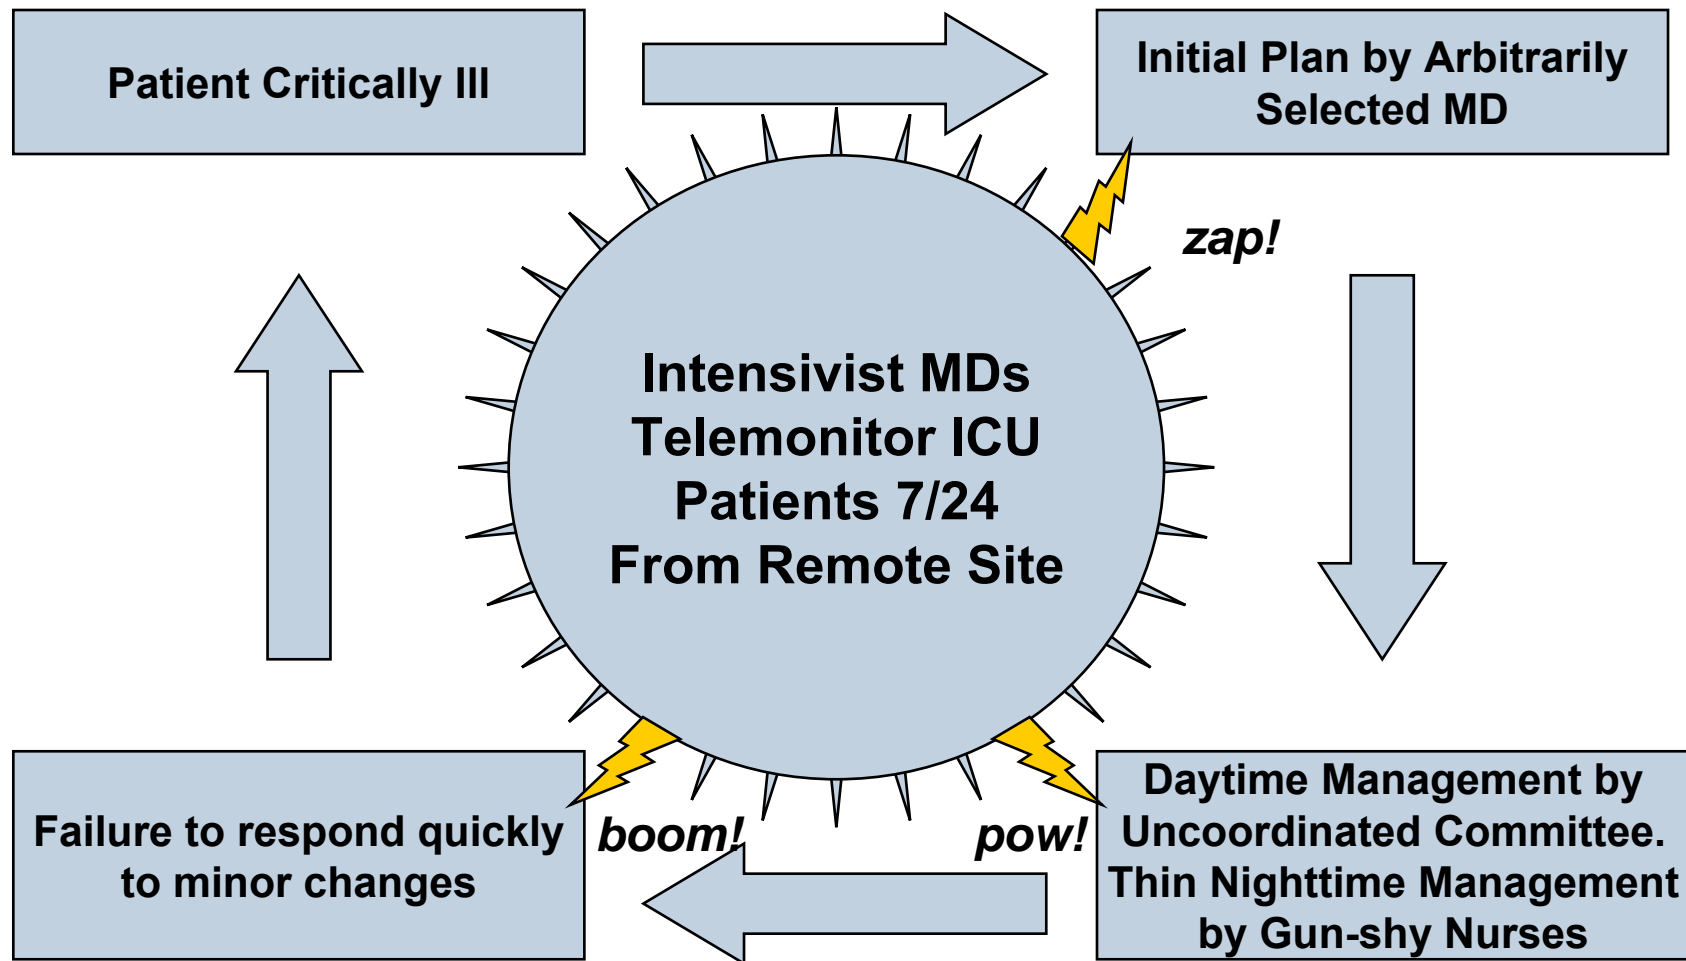 Patient Critically Ill
Initial Plan by Arbitrarily
Selected MD
zap!
Intensivist MDs
Telemonitor ICU
Patients 7/24
From Remote Site
Failure to respond quickly
to minor changes
boom!
pow!
Daytime Management by
Uncoordinated Committee.
Thin Nighttime Management
by Gun-shy Nurses